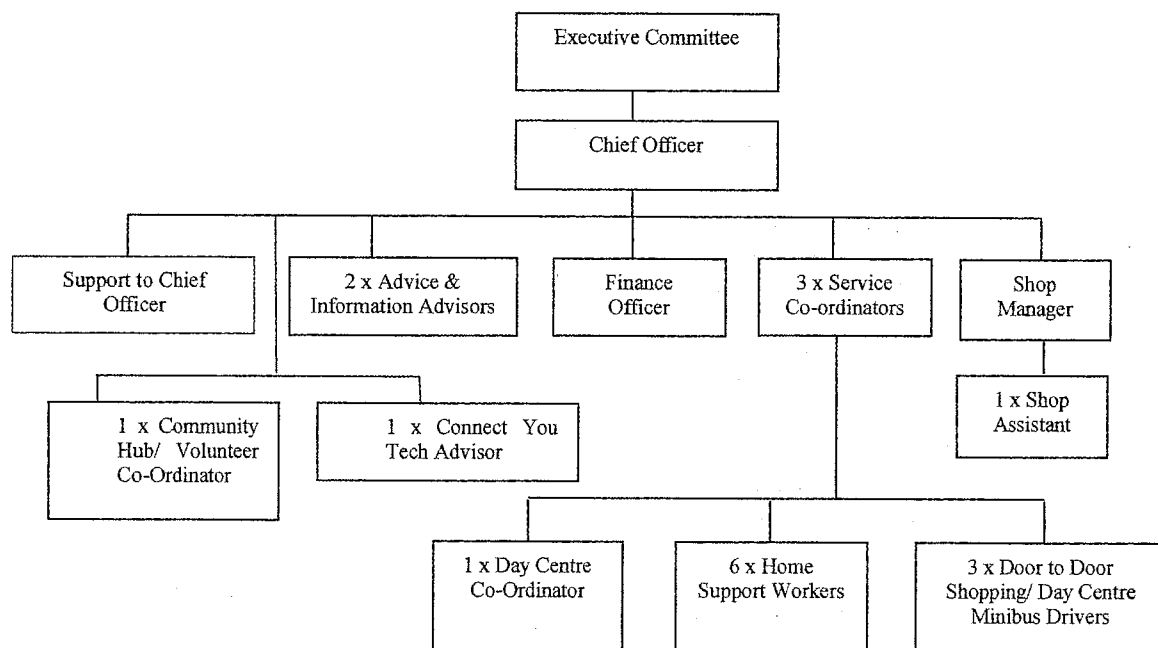 Executive Committee
Chief Officer
Support to Chief
Officer
2 x Advice &
Information Advisors
Finance
Officer
3 x Service
Co-ordinators
Shop
Manager
1 x Community
Hub/ Volunteer
Co-Ordinator
1 x Connect You
Tech Advisor
1 x Shop
Assistant
1 x Day Centre
Co-Ordinator
6 x Home
Support Workers
3 x Door to Door
Shopping/ Day Centre
Minibus Drivers